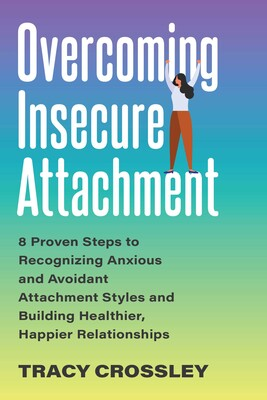 Overcoming
Insecure
Attachment
8 Proven Steps to
Recognizing Anxious
and Avoidant
Attachment Styles and
Building Healthier,
Happier Relationships
TRACY CROSSLEY